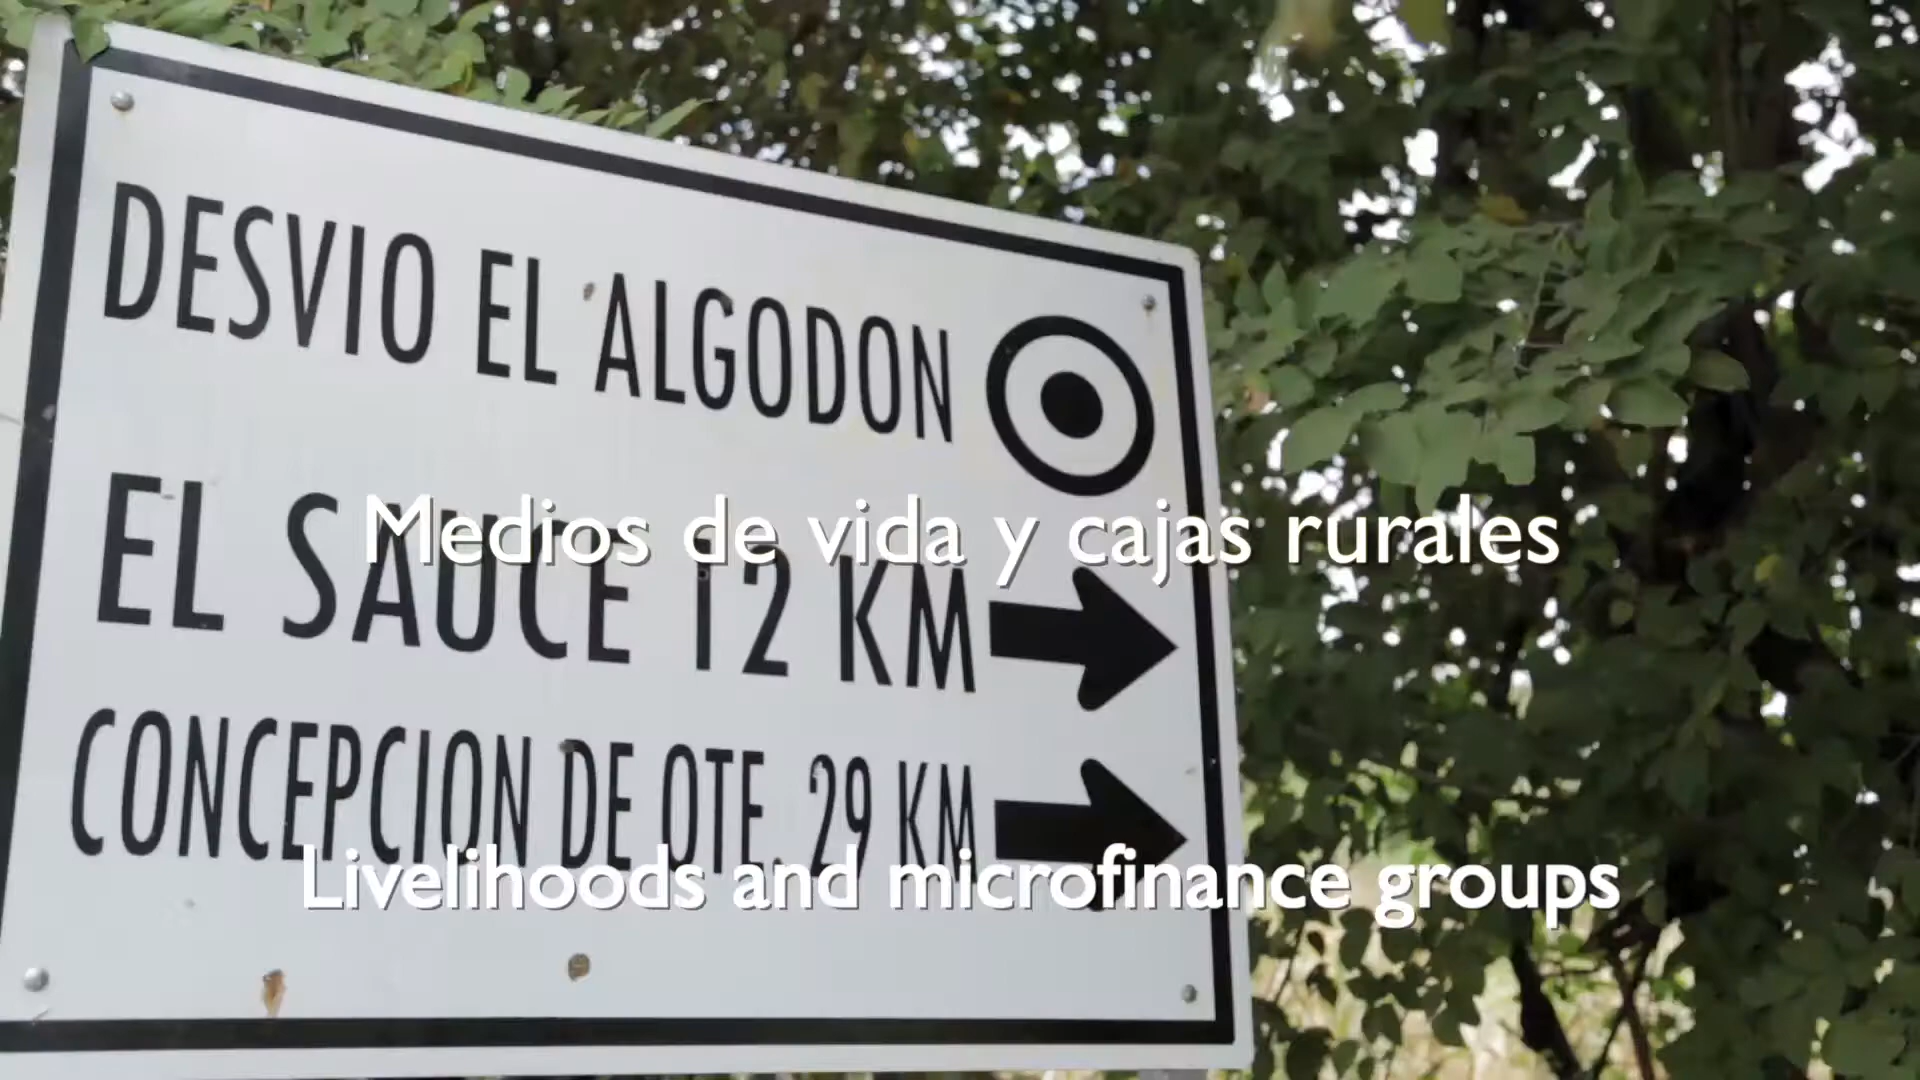 DESVIO EL ALGODON
EL SAUCE 12 KM
Medios de vida y cajas rurales
CONCEPCION DE OTE. 29 KM
Livelihoods and microfinance groups